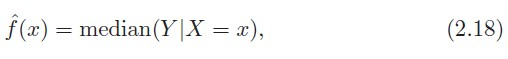 f̂(x) = median(Y|X = x), (2.18)